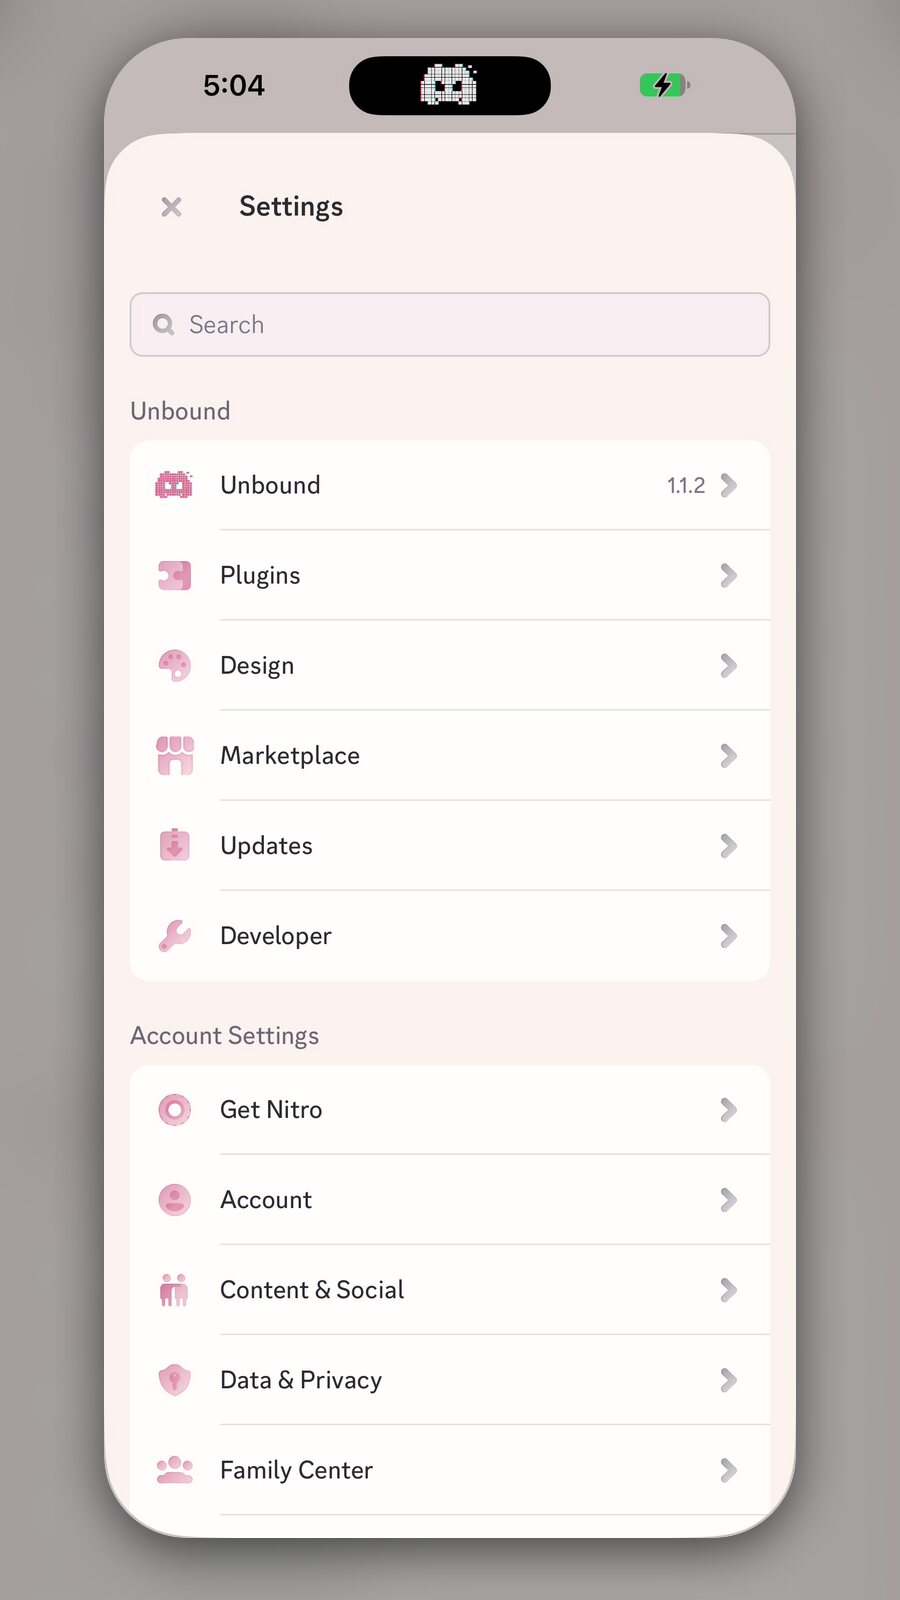 5:04
Settings
Search
Unbound
Unbound 1.1.2
Plugins
Design
Marketplace
Updates
Developer
Account Settings
Get Nitro
Account
Content & Social
Data & Privacy
Family Center